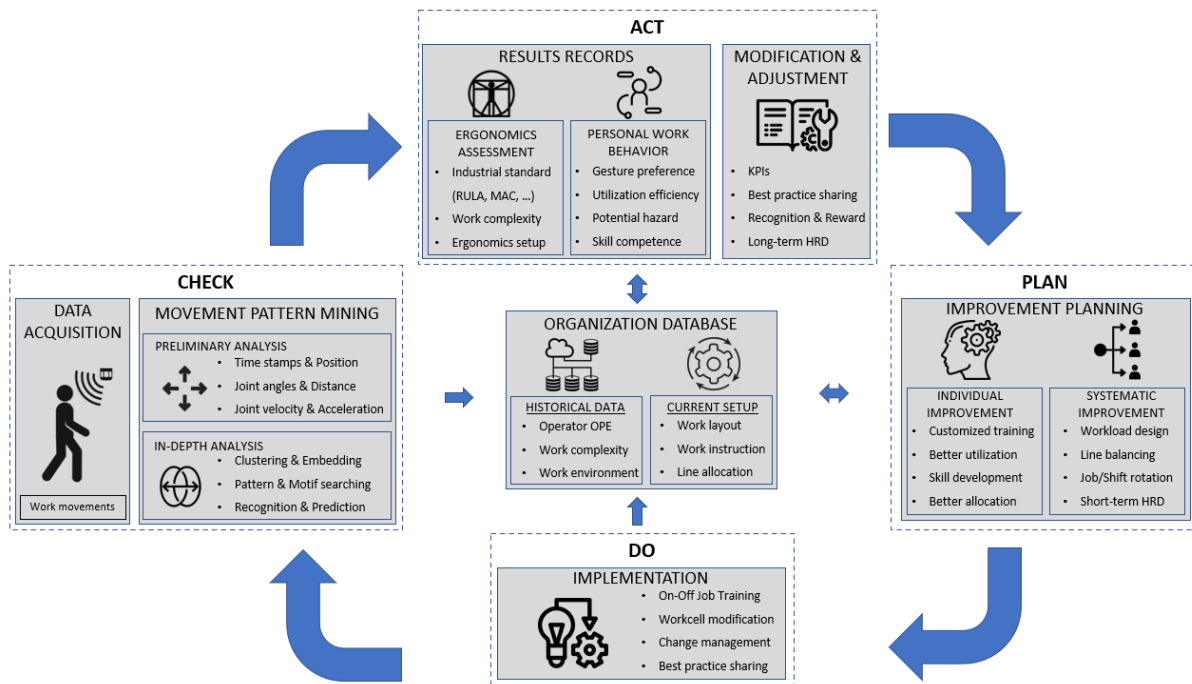 ACT
RESULTS RECORDS
ERGONOMICS
ASSESSMENT
• Industrial standard
(RULA, MAC, ...)
• Work complexity
• Ergonomics setup
PERSONAL WORK
BEHAVIOR
• Gesture preference
• Utilization efficiency
• Potential hazard
• Skill competence
MODIFICATION &
ADJUSTMENT
• KPIs
• Best practice sharing
• Recognition & Reward
• Long-term HRD
CHECK
DATA
ACQUISITION
Work movements
MOVEMENT PATTERN MINING
PRELIMINARY ANALYSIS
• Time stamps & Position
• Joint angles & Distance
• Joint velocity & Acceleration
IN-DEPTH ANALYSIS
• Clustering & Embedding
• Pattern & Motif searching
• Recognition & Prediction
ORGANIZATION DATABASE
HISTORICAL DATA
• Operator OPE
• Work complexity
• Work environment
CURRENT SETUP
• Work layout
• Work instruction
• Line allocation
PLAN
IMPROVEMENT PLANNING
INDIVIDUAL
IMPROVEMENT
• Customized training
• Better utilization
• Skill development
• Better allocation
SYSTEMATIC
IMPROVEMENT
• Workload design
• Line balancing
• Job/Shift rotation
• Short-term HRD
DO
IMPLEMENTATION
• On-Off Job Training
• Workcell modification
• Change management
• Best practice sharing